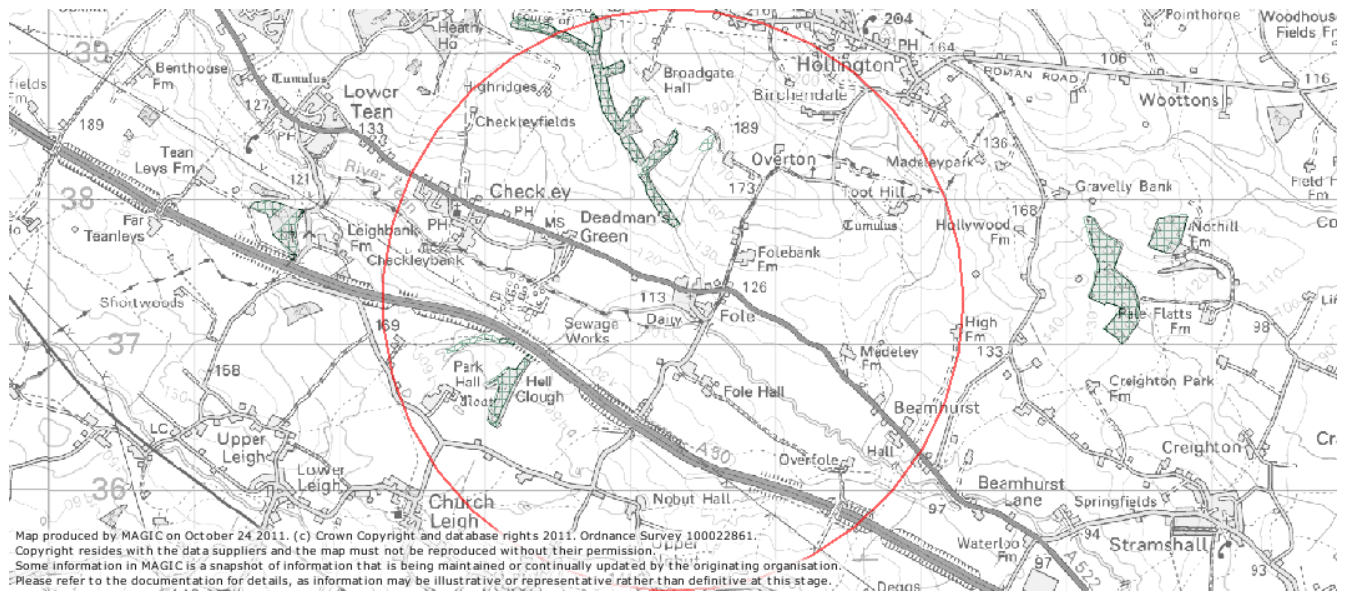 204
Pointhorpe
Woodhouse
Fields Fm
Heath
Ho
PH
164
39
Benthouse
Fm
Tumulus
Broadgate
Hall
Hollington
ROMAN ROAD
106
116
Highridges
Birchendale
Woottons
Lower
Tean
127
Checkleyfields
189
133
PH
189
136
Tean
Leys Fm
River Tean
Overton
Madeleypark
121
Checkley
173
Toot Hill
Gravelly Bank
38
PH
PH
MS
Deadman's
Green
168
Far
Teanleys
Leighbank
Fm
Tumulus
Hollywood
Fm
Nothill
Fm
Checkleybank
Folebank
Fm
Shortwoods
113
126
Dairy
Fole
Pale Flatts
Fm
98
169
Sewage
Works
High
Fm
37
133
Park
Hall
Moat
Hell
Clough
Madeley
Fm
158
Fole Hall
Creighton Park
Fm
Beamhurst
LC
Upper
Leigh
A50
Hall
Creighton
Overfole
Lower
Leigh
36
Beamhurst
Lane
Springfields
Church
Leigh
Nobut Hall
97
Stramshall
Map produced by MAGIC on October 24 2011. (c) Crown Copyright and database rights 2011. Ordnance Survey 100022861.
Copyright resides with the data suppliers and the map must not be reproduced without their permission.
Upper
Waterloo
Fm
94
A 522
Some information in MAGIC is a snapshot of information that is being maintained or continually updated by the originating organisation.
97
93
Please refer to the documentation for details, as information may be illustrative or representative rather than definitive at this stage.